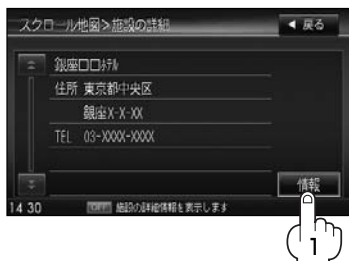 スクロール地図>施設の詳細
◀ 戻る
銀座□□ホテル
住所 東京都中央区
銀座X-X-XX
TEL 03-XXXX-XXXX
情報
14 30
OFF 施設の詳細情報を表示します
1